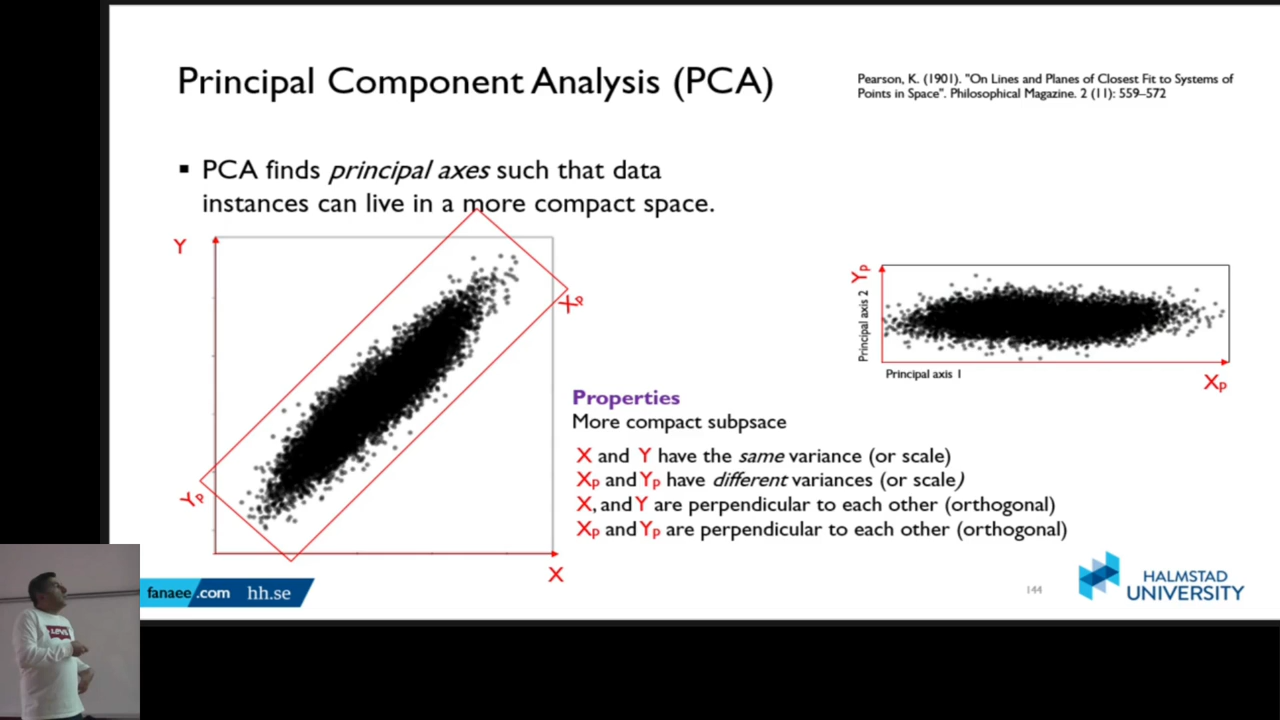 Principal Component Analysis (PCA)
Pearson, K. (1901). "On Lines and Planes of Closest Fit to Systems of
Points in Space". Philosophical Magazine. 2 (11): 559–572
▪ PCA finds principal axes such that data
instances can live in a more compact space.
Y
Xp
Yp
X
Yp
Principal axis 2
Principal axis 1
Xp
Properties
More compact subpsace
X and Y have the same variance (or scale)
Xp and Yp have different variances (or scale)
X, and Y are perpendicular to each other (orthogonal)
Xp and Yp are perpendicular to each other (orthogonal)
fanaee.com hh.se
144
HALMSTAD
UNIVERSITY
LEVI'S